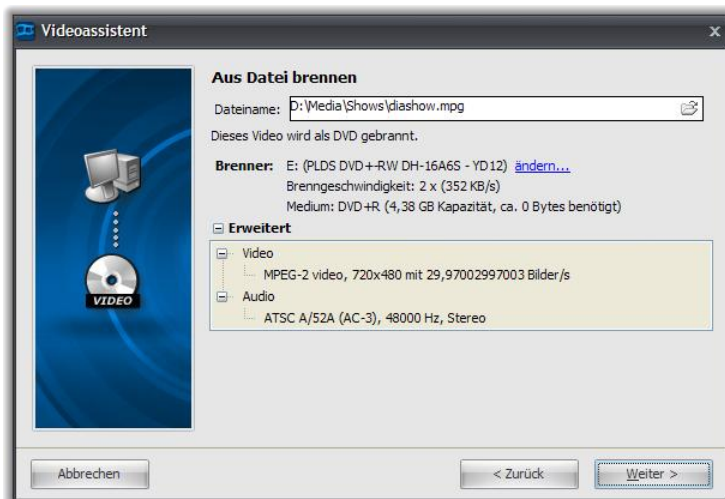 Videoassistent
x
Aus Datei brennen
Dateiname: D:\Media\Shows\diashow.mpg
Dieses Video wird als DVD gebrannt.
Brenner: E: (PLDS DVD+-RW DH-16A6S - YD12) ändern...
Brenngeschwindigkeit: 2 x (352 KB/s)
Medium: DVD+R (4,38 GB Kapazität, ca. 0 Bytes benötigt)
Erweitert
Video
MPEG-2 video, 720x480 mit 29,97002997003 Bilder/s
Audio
ATSC A/52A (AC-3), 48000 Hz, Stereo
VIDEO
Abbrechen < Zurück Weiter >